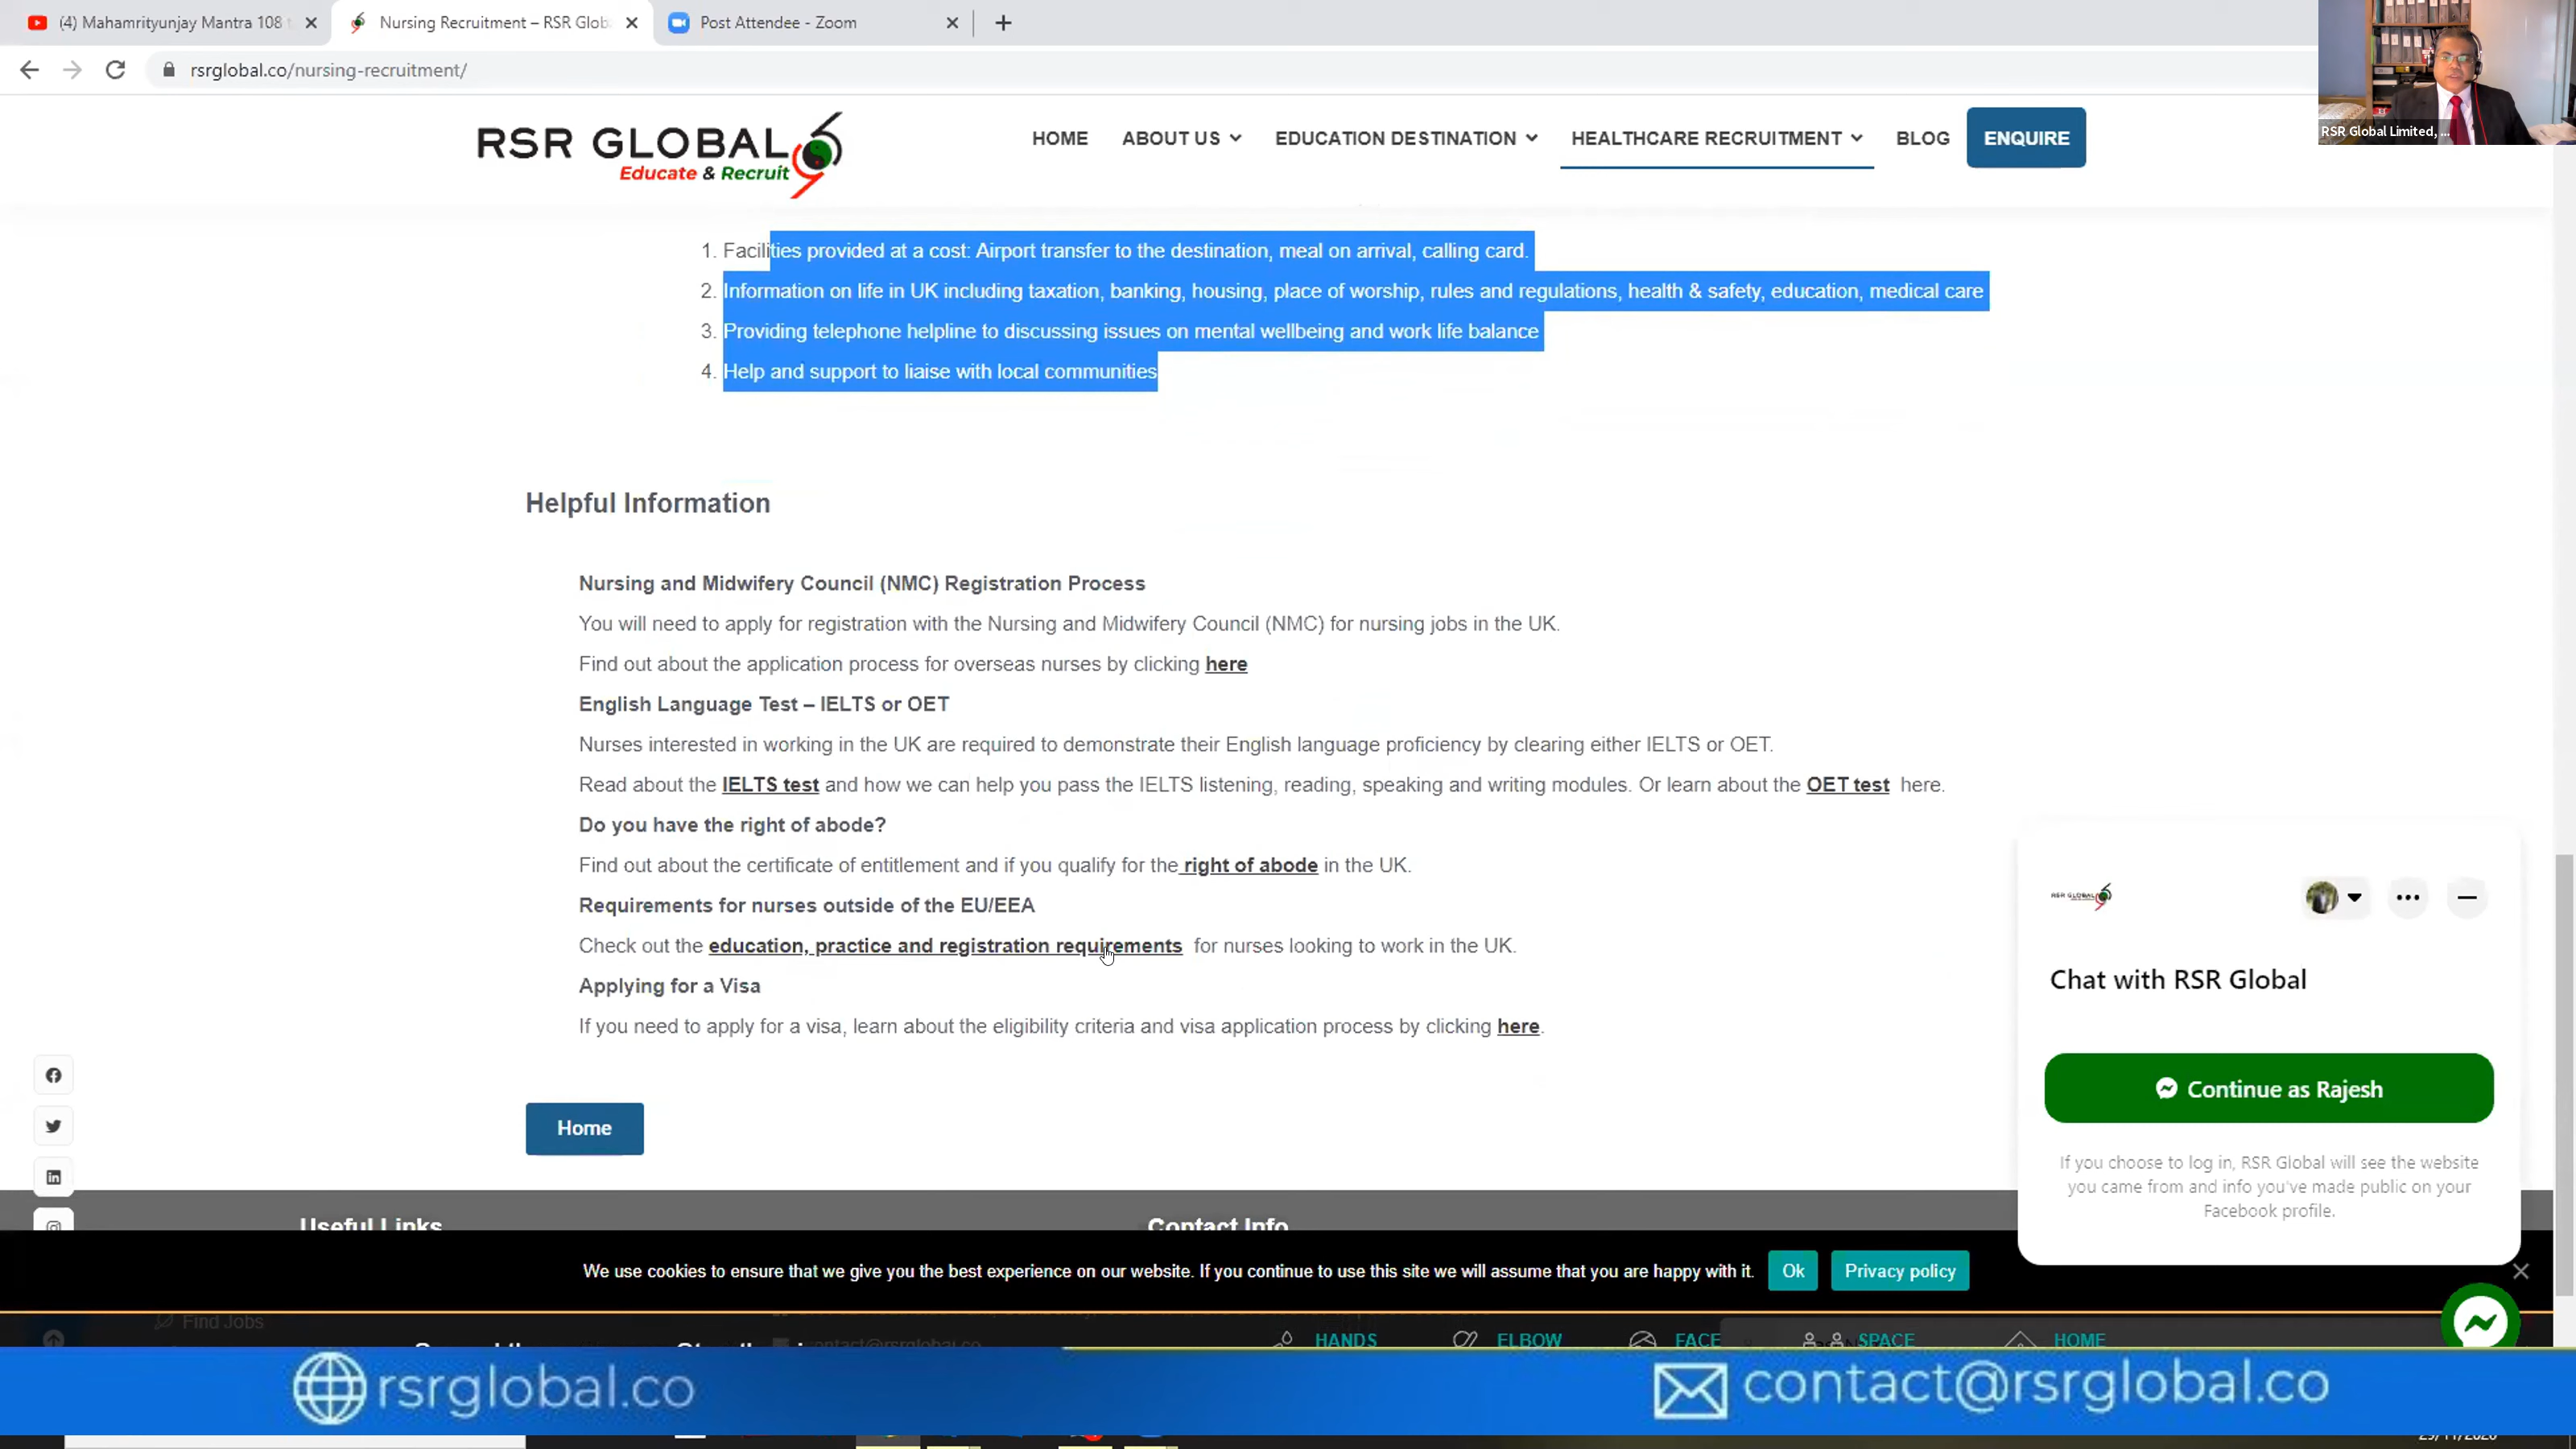 (4) Mahamrityunjay Mantra 108
Nursing Recruitment – RSR Glob
Post Attendee - Zoom
rsrglobal.co/nursing-recruitment/
RSR Global Limited, ...
RSR GLOBAL
Educate & Recruit
HOME ABOUT US EDUCATION DESTINATION HEALTHCARE RECRUITMENT BLOG ENQUIRE
1. Facilities provided at a cost: Airport transfer to the destination, meal on arrival, calling card.
2. Information on life in UK including taxation, banking, housing, place of worship, rules and regulations, health & safety, education, medical care
3. Providing telephone helpline to discussing issues on mental wellbeing and work life balance
4. Help and support to liaise with local communities
Helpful Information
Nursing and Midwifery Council (NMC) Registration Process
You will need to apply for registration with the Nursing and Midwifery Council (NMC) for nursing jobs in the UK.
Find out about the application process for overseas nurses by clicking here
English Language Test – IELTS or OET
Nurses interested in working in the UK are required to demonstrate their English language proficiency by clearing either IELTS or OET.
Read about the IELTS test and how we can help you pass the IELTS listening, reading, speaking and writing modules. Or learn about the OET test here.
Do you have the right of abode?
Find out about the certificate of entitlement and if you qualify for the right of abode in the UK.
Requirements for nurses outside of the EU/EEA
Check out the education, practice and registration requirements for nurses looking to work in the UK.
Applying for a Visa
If you need to apply for a visa, learn about the eligibility criteria and visa application process by clicking here.
Home
RSR GLOBAL
Chat with RSR Global
Continue as Rajesh
If you choose to log in, RSR Global will see the website
you came from and info you've made public on your
Facebook profile.
Useful Links
Contact Info
We use cookies to ensure that we give you the best experience on our website. If you continue to use this site we will assume that you are happy with it. Ok Privacy policy
Find Jobs
contact@rsrglobal.co
HANDS ELBOW FACE SPACE HOME
rsrglobal.co
contact@rsrglobal.co